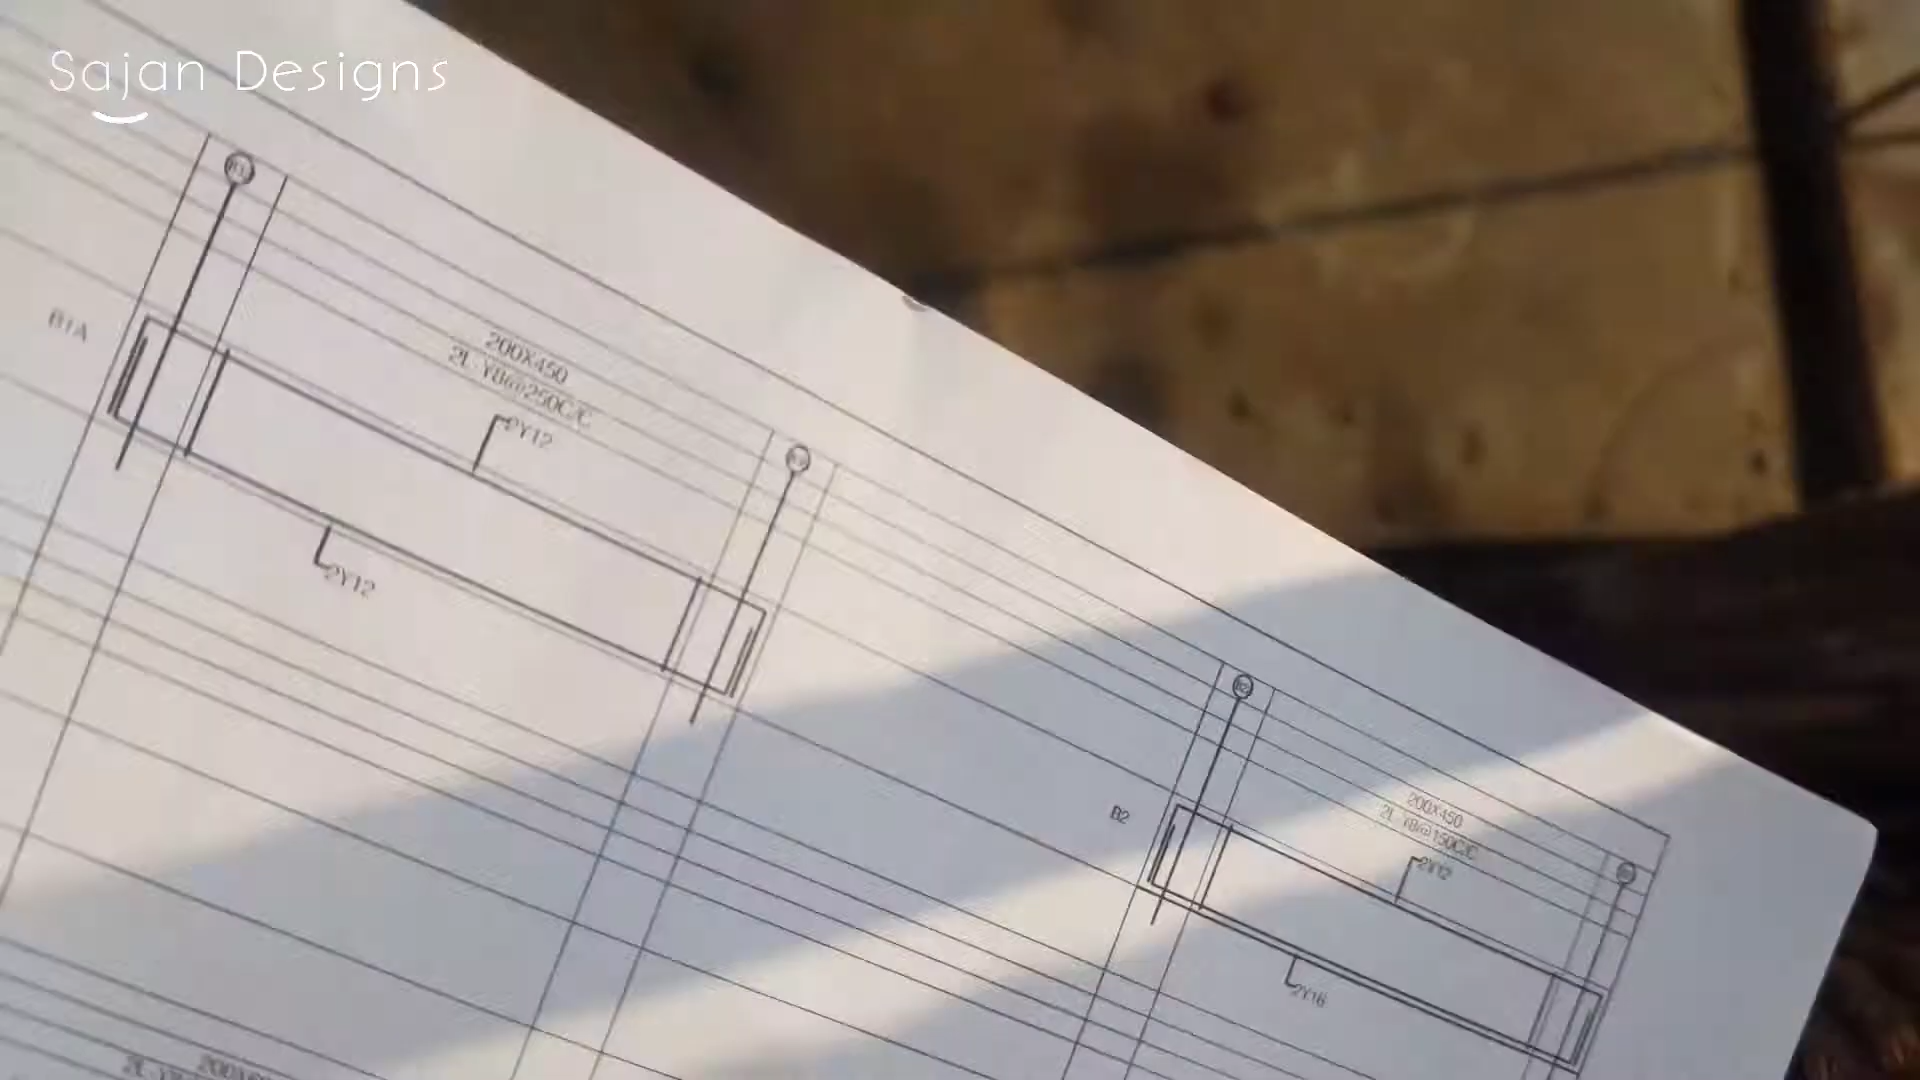 Sajan Designs
B1A
200X450
2L-Y8@250C/C
2Y12
2Y12
B2
200X450
2L-Y8@150C/C
2Y12
2Y16